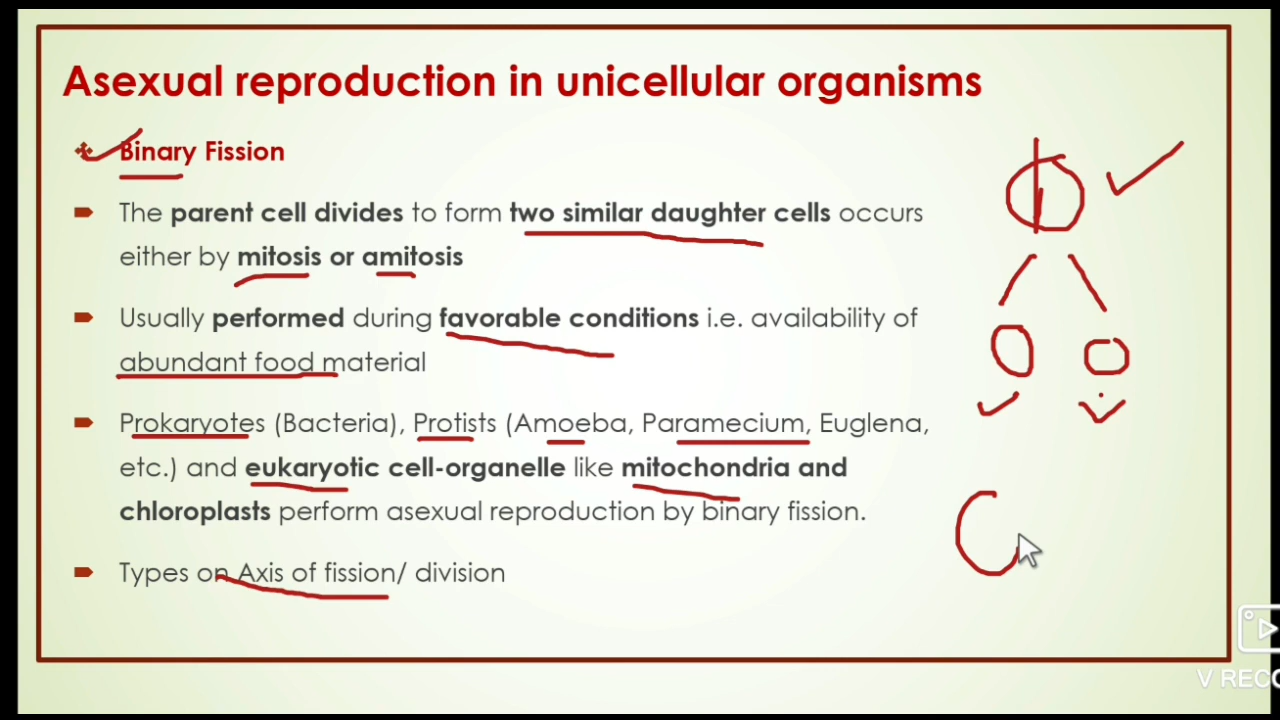 Asexual reproduction in unicellular organisms
Binary Fission
The parent cell divides to form two similar daughter cells occurs
either by mitosis or amitosis
Usually performed during favorable conditions i.e. availability of
abundant food material
Prokaryotes (Bacteria), Protists (Amoeba, Paramecium, Euglena,
etc.) and eukaryotic cell-organelle like mitochondria and
chloroplasts perform asexual reproduction by binary fission.
Types on Axis of fission/ division
V RECO